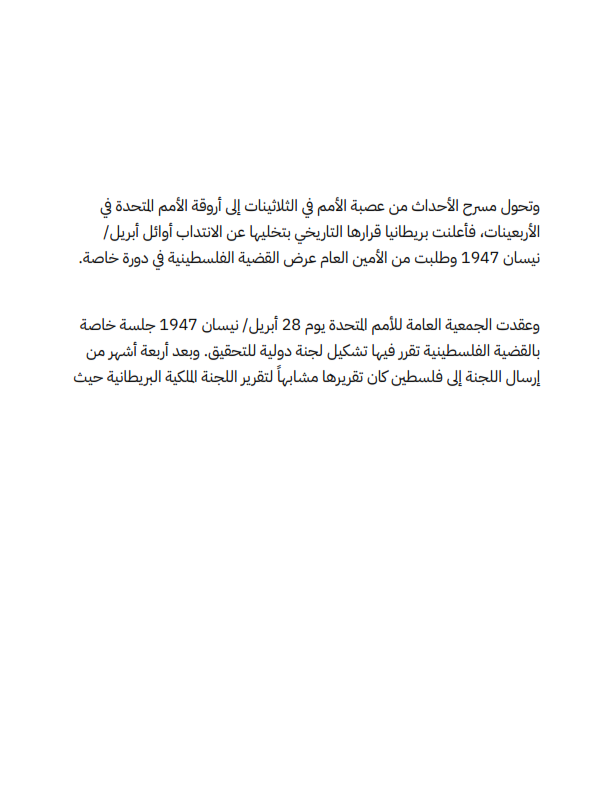 وتحول مسرح الأحداث من عصبة الأمم في الثلاثينات إلى أروقة الأمم المتحدة في
الأربعينات، فأعلنت بريطانيا قرارها التاريخي بتخليها عن الانتداب أوائل أبريل/
نيسان 1947 وطلبت من الأمين العام عرض القضية الفلسطينية في دورة خاصة.
وعقدت الجمعية العامة للأمم المتحدة يوم 28 أبريل/ نيسان 1947 جلسة خاصة
بالقضية الفلسطينية تقرر فيها تشكيل لجنة دولية للتحقيق. وبعد أربعة أشهر من
إرسال اللجنة إلى فلسطين كان تقريرها مشابهاً لتقرير اللجنة الملكية البريطانية حيث